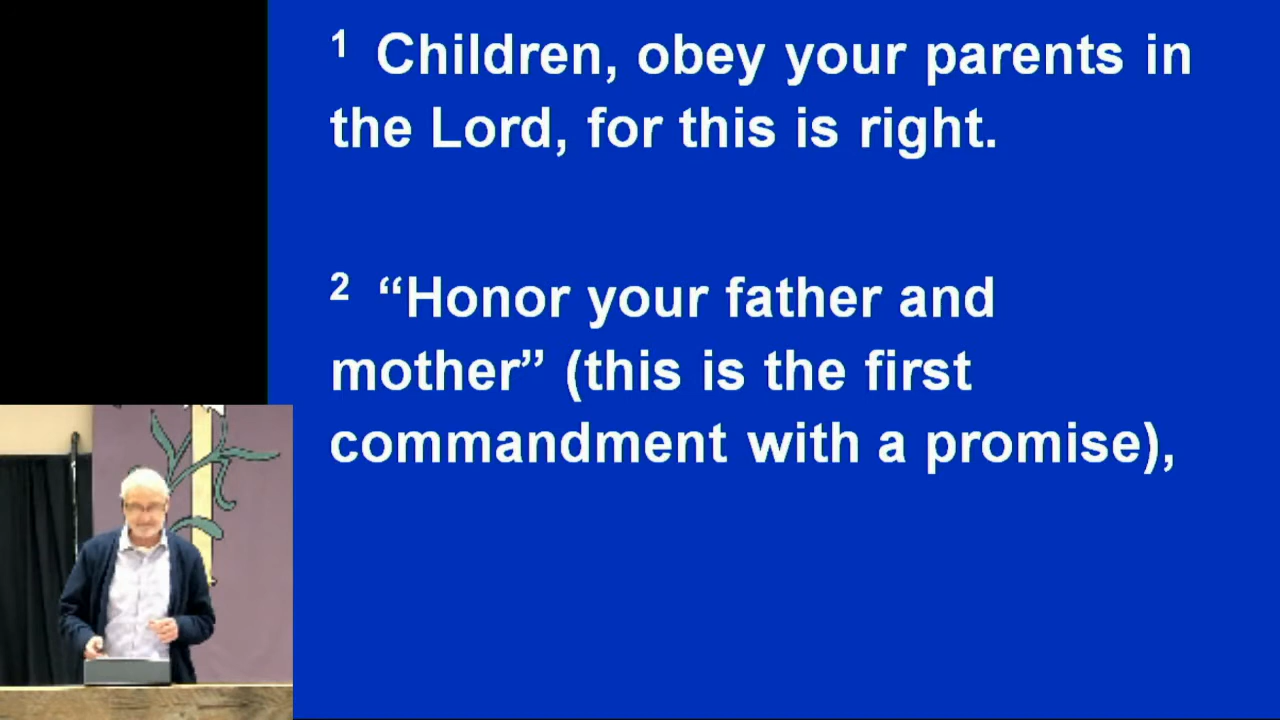 1 Children, obey your parents in
the Lord, for this is right.
2 “Honor your father and
mother” (this is the first
commandment with a promise),